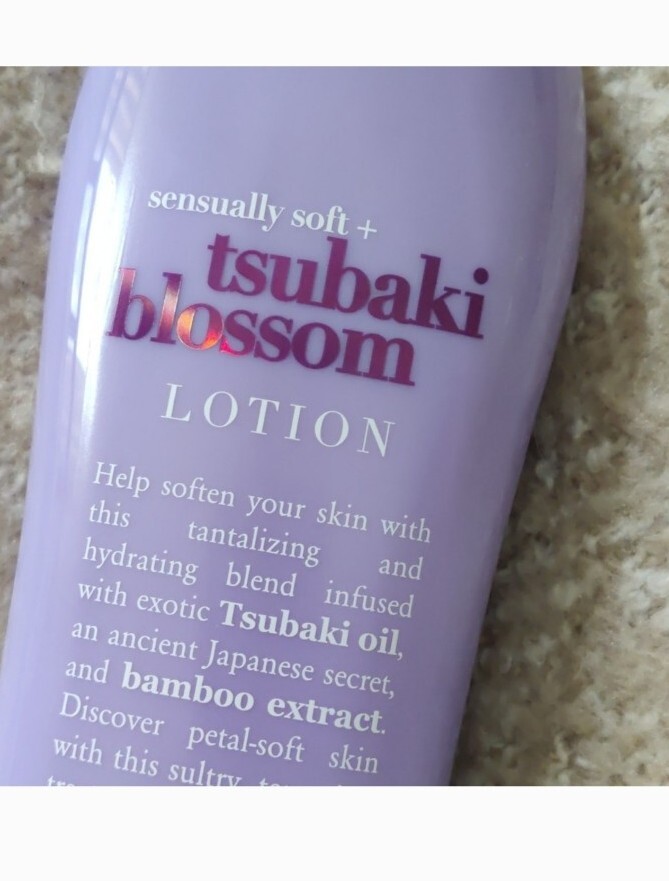 sensually soft +
tsubaki
blossom
LOTION
Help soften your skin with
this tantalizing and
hydrating blend infused
with exotic Tsubaki oil,
an ancient Japanese secret,
and bamboo extract.
Discover petal-soft skin
with this sultry